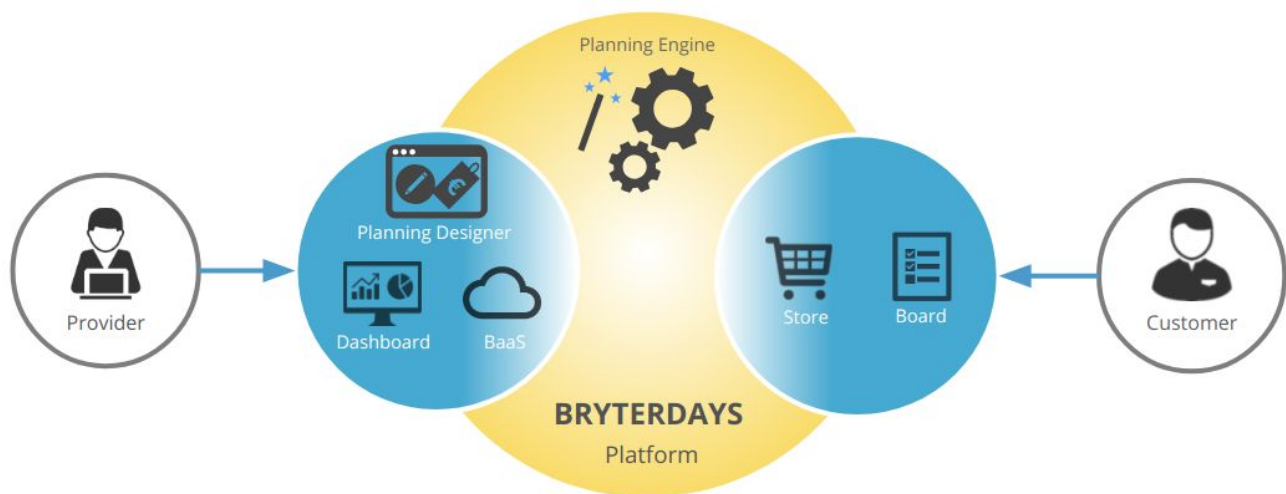 Planning Engine
Planning Designer
Provider
Dashboard
BaaS
Store
Board
Customer
€
BRYTERDAYS
Platform